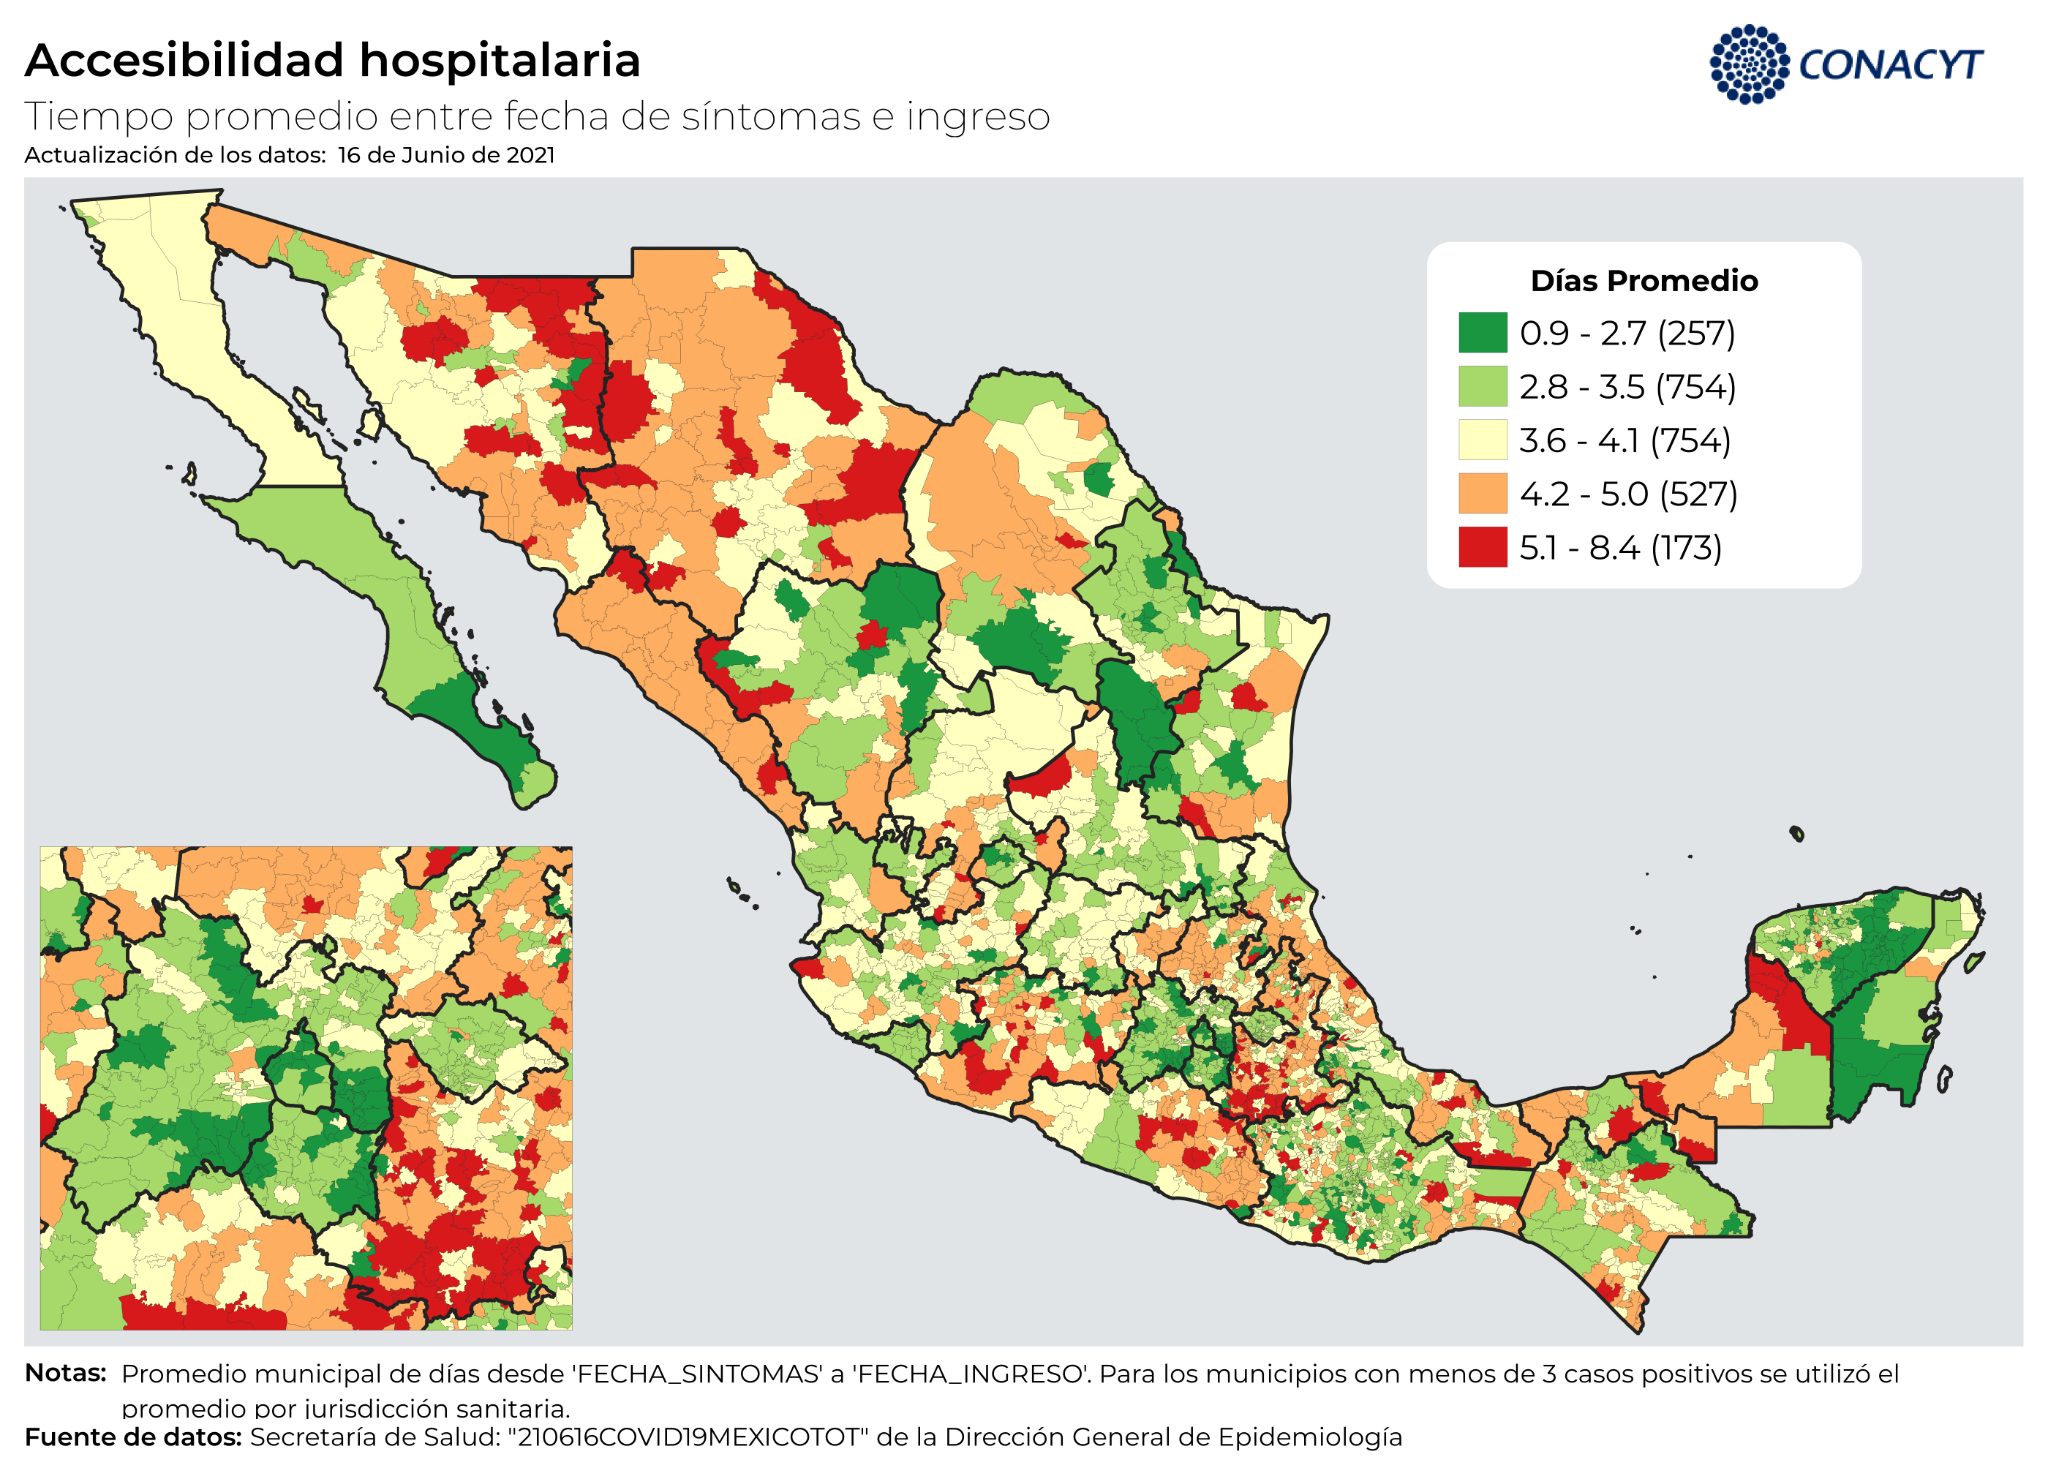 Accesibilidad hospitalaria
Tiempo promedio entre fecha de síntomas e ingreso
Actualización de los datos: 16 de Junio de 2021
CONACYT
Días Promedio
0.9 - 2.7 (257)
2.8 - 3.5 (754)
3.6 - 4.1 (754)
4.2 - 5.0 (527)
5.1 - 8.4 (173)
Notas: Promedio municipal de días desde 'FECHA_SINTOMAS' a 'FECHA_INGRESO'. Para los municipios con menos de 3 casos positivos se utilizó el
promedio por jurisdicción sanitaria.
Fuente de datos: Secretaría de Salud: "210616COVID19MEXICOTOT" de la Dirección General de Epidemiología